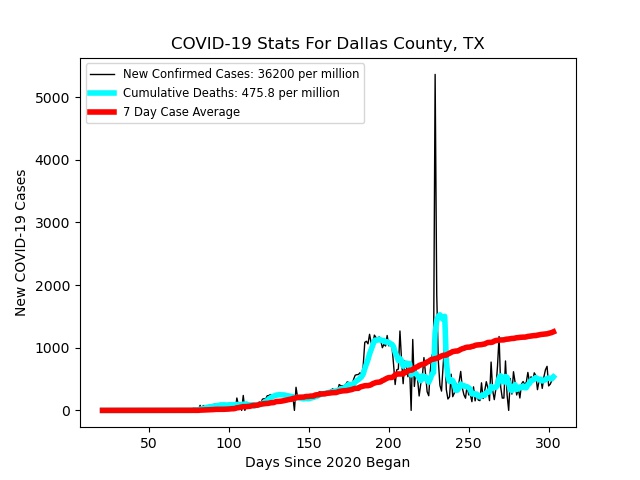 COVID-19 Stats For Dallas County, TX
New Confirmed Cases: 36200 per million
Cumulative Deaths: 475.8 per million
7 Day Case Average
5000
4000
3000
2000
1000
0
New COVID-19 Cases
50
100
150
200
250
300
Days Since 2020 Began